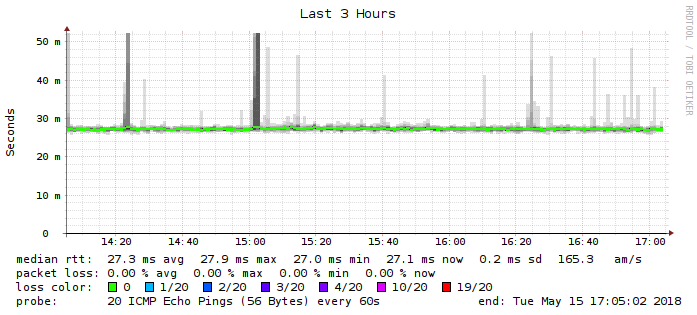 Last 3 Hours
RRDTOOL / TOBI OETIKER
Seconds
50 m
40 m
30 m
20 m
10 m
0
14:20 14:40 15:00 15:20 15:40 16:00 16:20 16:40 17:00
median rtt: 27.3 ms avg 27.9 ms max 27.0 ms min 27.1 ms now 0.2 ms sd 165.3 am/s
packet loss: 0.00 % avg 0.00 % max 0.00 % min 0.00 % now
loss color: 0 1/20 2/20 3/20 4/20 10/20 19/20
probe: 20 ICMP Echo Pings (56 Bytes) every 60s end: Tue May 15 17:05:02 2018